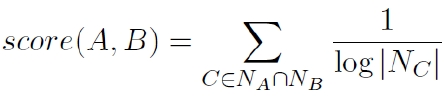 score(A, B) = ∑_{C∈N_A∩N_B} 1 / log|N_C|